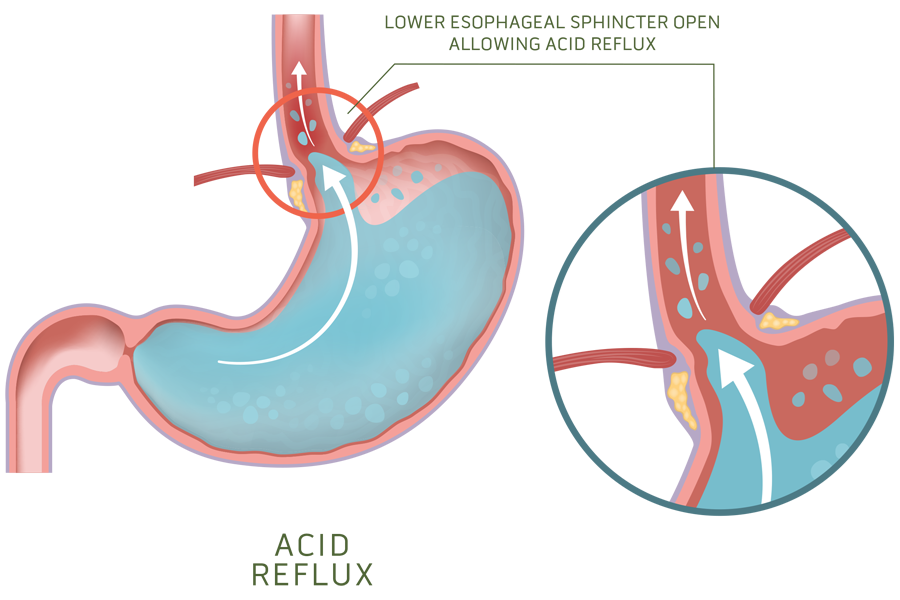 LOWER ESOPHAGEAL SPHINCTER OPEN
ALLOWING ACID REFLUX
ACID
REFLUX